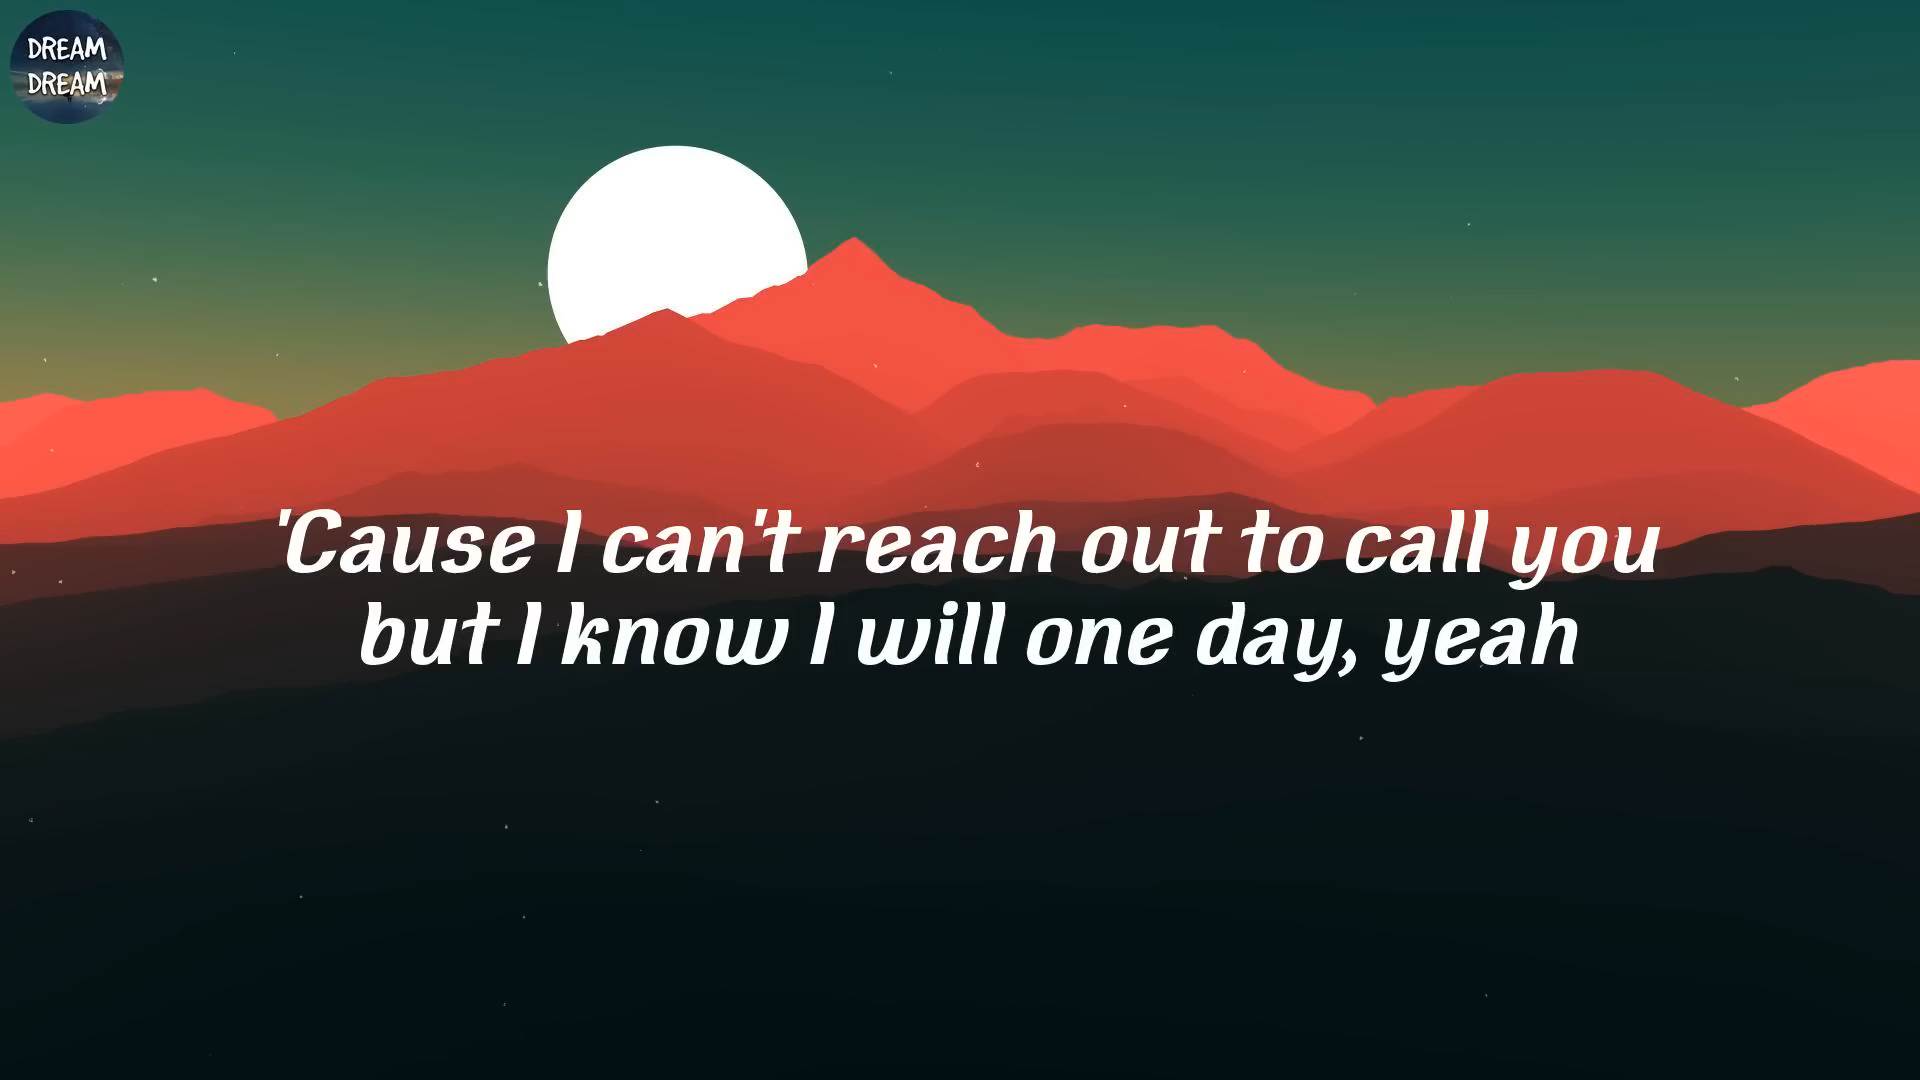 DREAM
DREAM
'Cause I can't reach out to call you
but I know I will one day, yeah